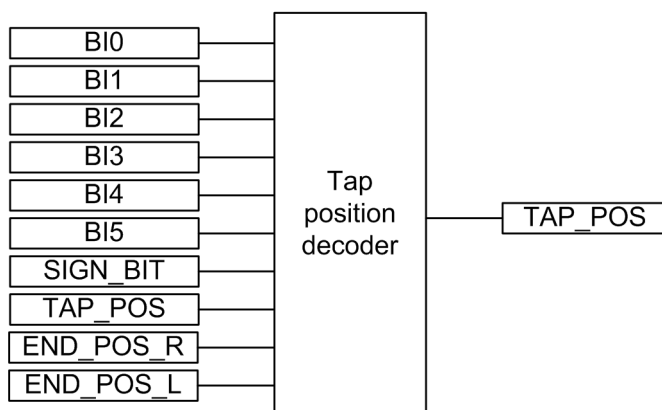 BI0
BI1
BI2
BI3
BI4
BI5
SIGN_BIT
TAP_POS
END_POS_R
END_POS_L
Tap
position
decoder
TAP_POS